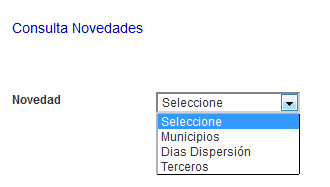 Consulta Novedades
Novedad Seleccione
Seleccione
Municipios
Dias Dispersión
Terceros